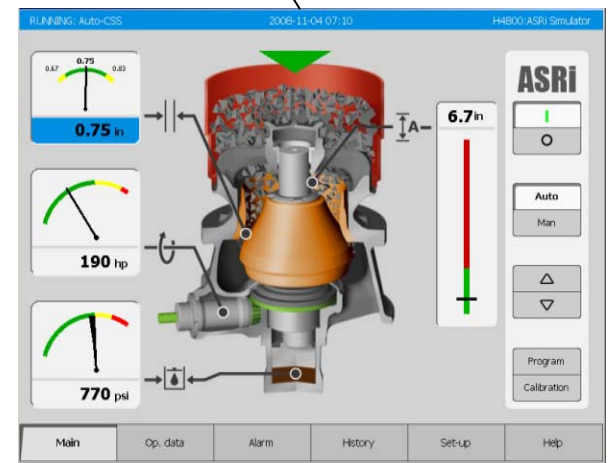 RUNNING: Auto-CSS 2008-11-04 07:10 H4800:ASRi Simulator
0.67 0.75 0.83
0.75 in
190 hp
770 psi
A
6.7in
ASRi
I
O
Auto
Man
Program
Calibration
Main Op. data Alarm History Set-up Help